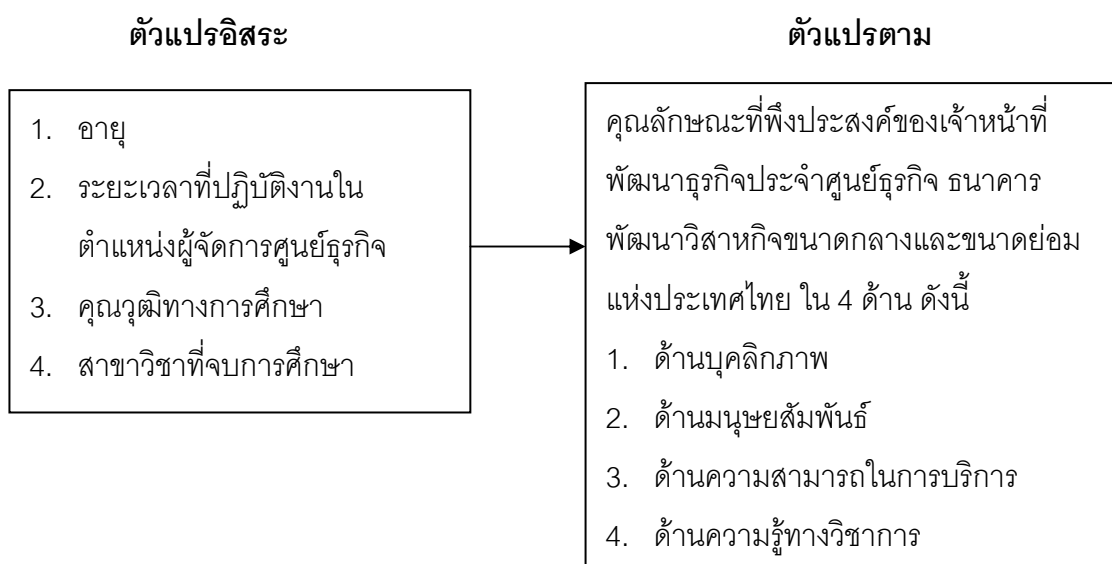 ตัวแปรอิสระ
1. อายุ
2. ระยะเวลาที่ปฏิบัติงานใน
ตำแหน่งผู้จัดการศูนย์ธุรกิจ
3. คุณวุฒิทางการศึกษา
4. สาขาวิชาที่จบการศึกษา
ตัวแปรตาม
คุณลักษณะที่พึงประสงค์ของเจ้าหน้าที่
พัฒนาธุรกิจประจำศูนย์ธุรกิจ ธนาคาร
พัฒนาวิสาหกิจขนาดกลางและขนาดย่อม
แห่งประเทศไทย ใน 4 ด้าน ดังนี้
1. ด้านบุคลิกภาพ
2. ด้านมนุษยสัมพันธ์
3. ด้านความสามารถในการบริการ
4. ด้านความรู้ทางวิชาการ